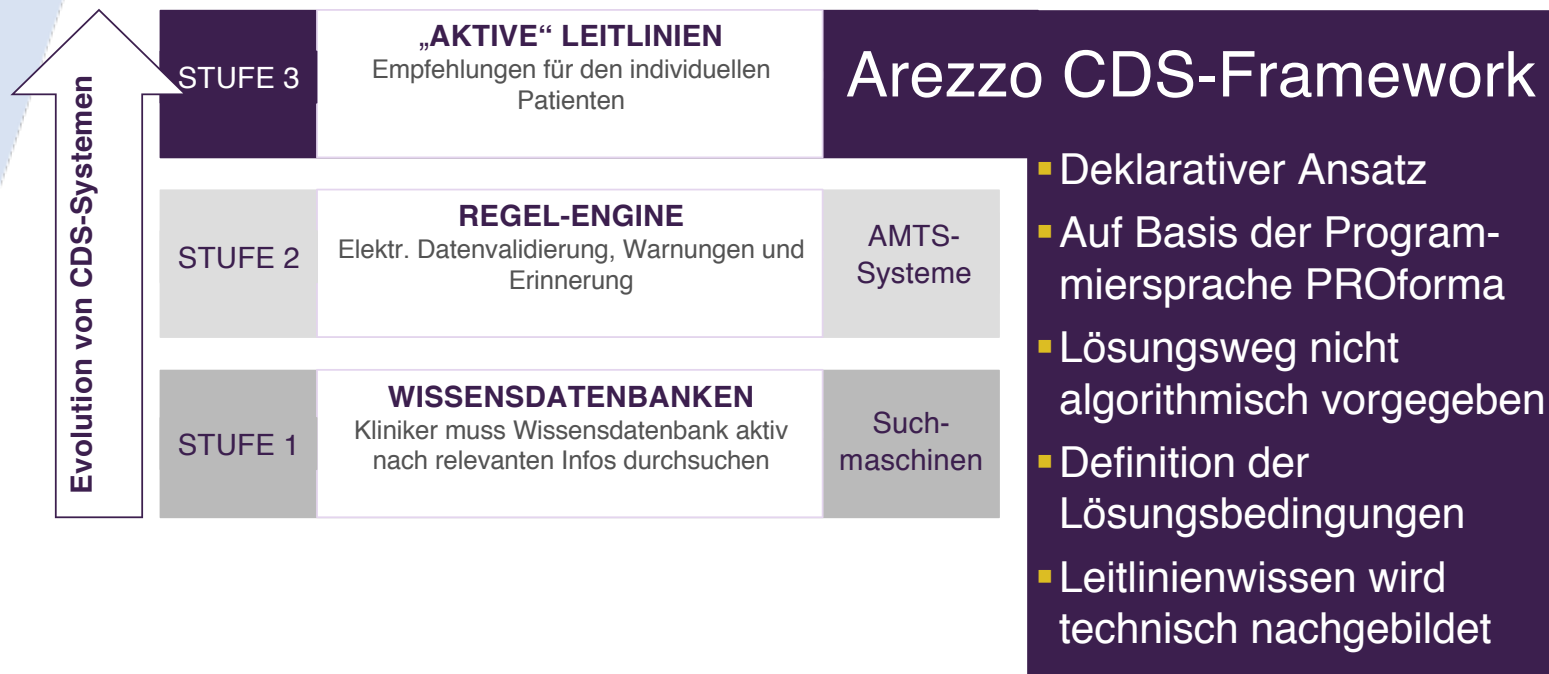 Evolution von CDS-Systemen
STUFE 3
„AKTIVE“ LEITLINIEN
Empfehlungen für den individuellen
Patienten
STUFE 2
REGEL-ENGINE
Elektr. Datenvalidierung, Warnungen und
Erinnerung
AMTS-
Systeme
STUFE 1
WISSENSDATENBANKEN
Kliniker muss Wissensdatenbank aktiv
nach relevanten Infos durchsuchen
Such-
maschinen
Arezzo CDS-Framework
▪ Deklarativer Ansatz
▪ Auf Basis der Program-
miersprache PROforma
▪ Lösungsweg nicht
algorithmisch vorgegeben
▪ Definition der
Lösungsbedingungen
▪ Leitlinienwissen wird
technisch nachgebildet